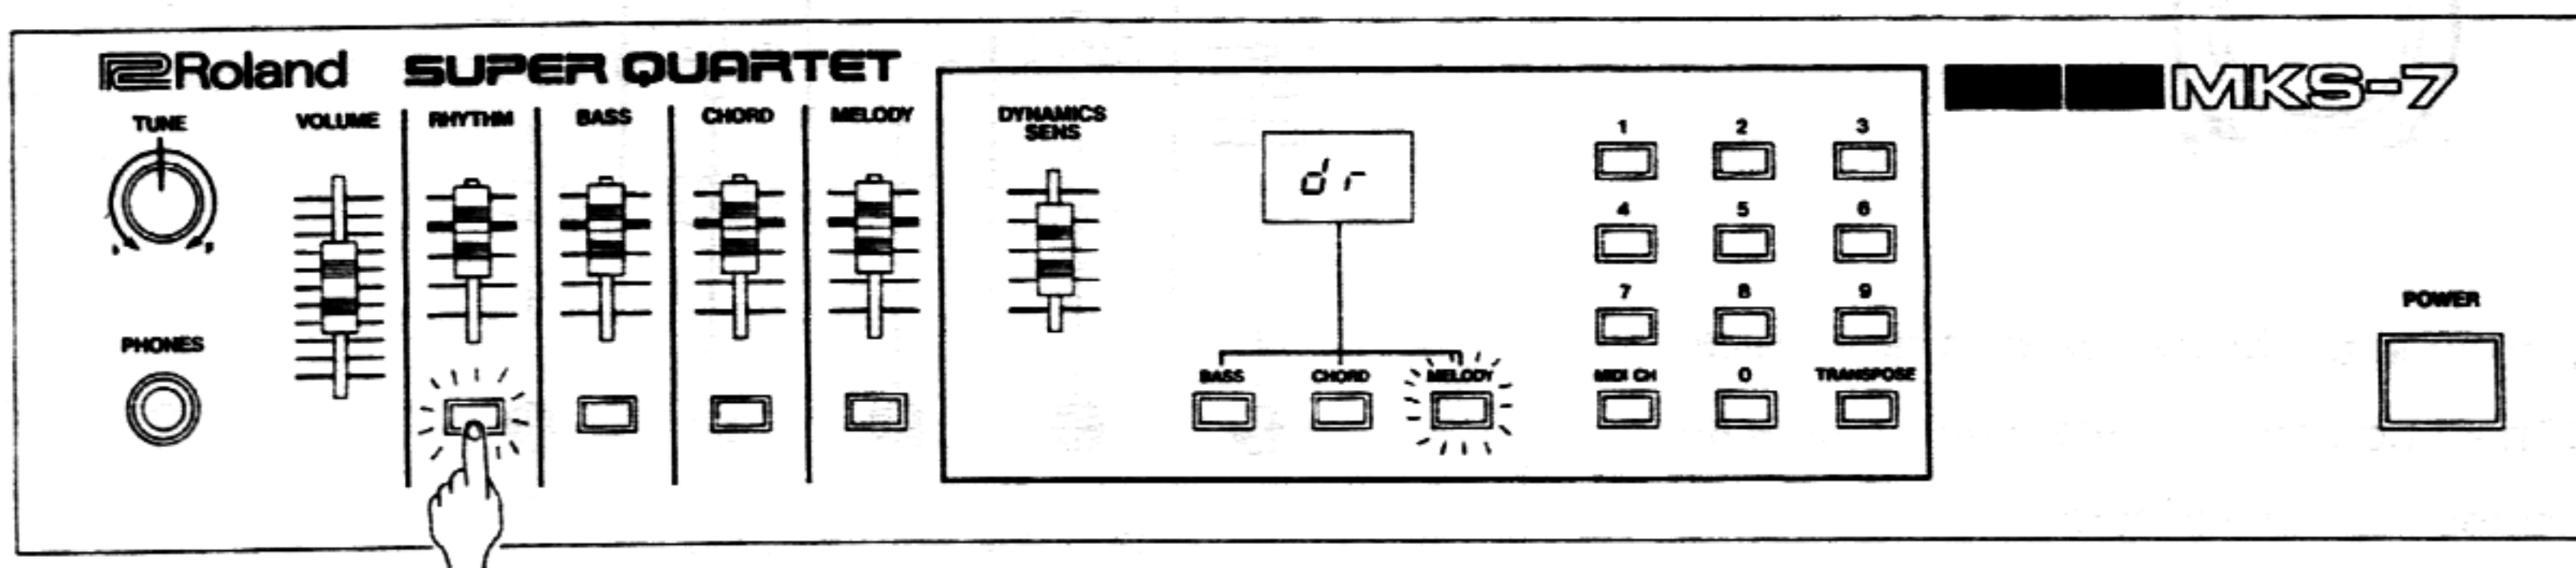 Roland SUPER QUARTET
MKS-7
TUNE
VOLUME
RHYTHM
BASS
CHORD
MELODY
DYNAMICS
SENS
dr
1 2 3
4 5 6
7 8 9
MIDI CH 0 TRANSPOSE
PHONES
BASS CHORD MELODY
POWER